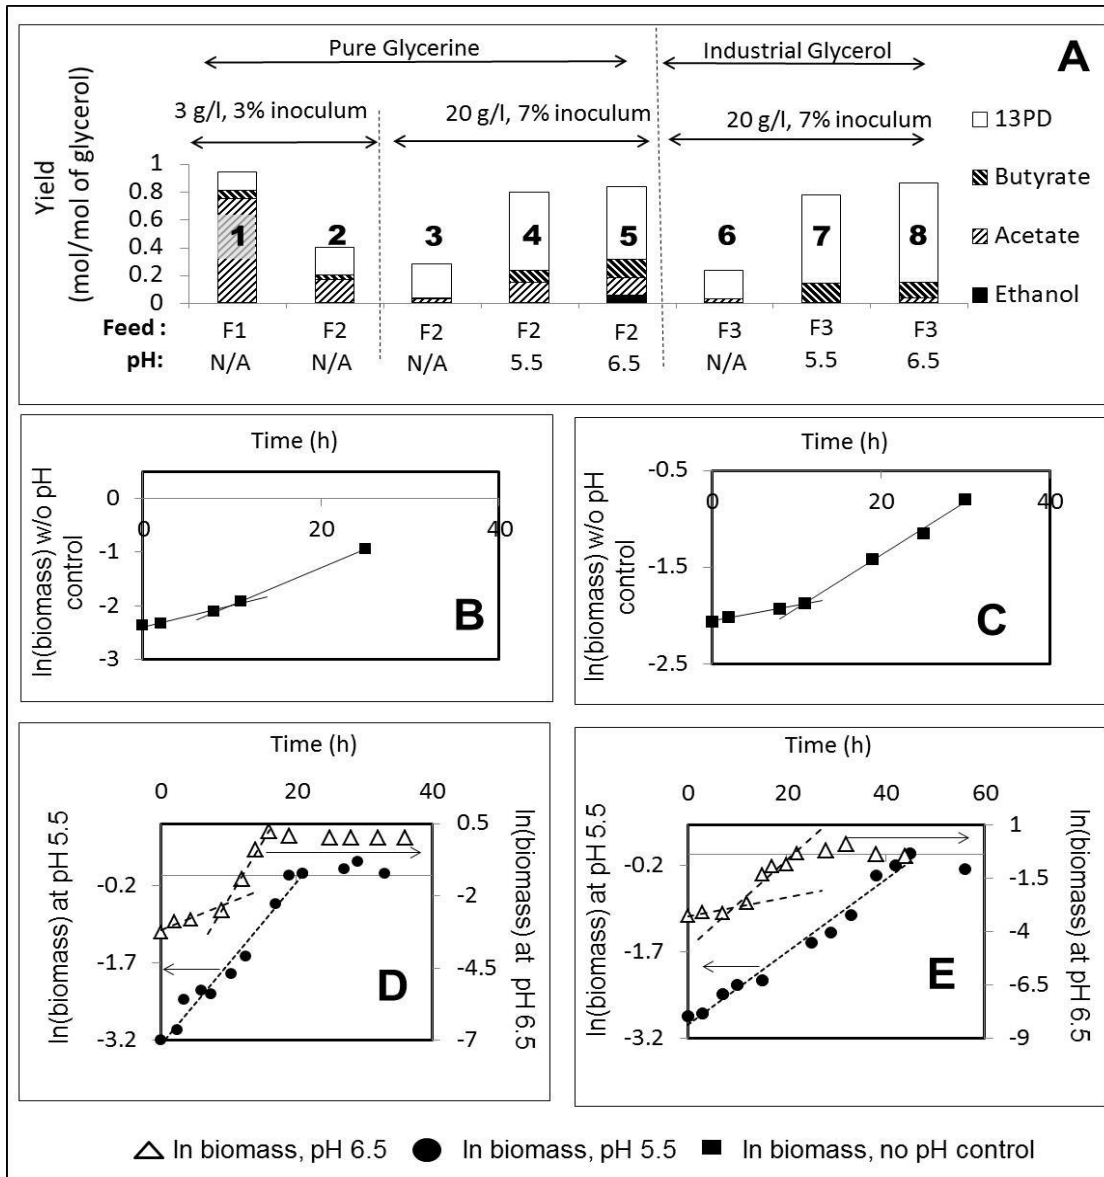 Pure Glycerine
Industrial Glycerol
A
3 g/l, 3% inoculum
20 g/l, 7% inoculum
20 g/l, 7% inoculum
Yield
(mol/mol of glycerol)
1
0.8
0.6
0.4
0.2
0
1
2
3
4
5
6
7
8
13PD
Butyrate
Acetate
Ethanol
Feed : F1 F2 F2 F2 F2 F3 F3 F3
pH: N/A N/A N/A 5.5 6.5 N/A 5.5 6.5
Time (h)
ln(biomass) w/o pH
control
0
-1
-2
-3
0 20 40
B
Time (h)
ln(biomass) w/o pH
control
-0.5
-1.5
-2.5
0 20 40
C
Time (h)
0 20 40
ln(biomass) at pH 5.5
-0.2
-1.7
-3.2
0.5
-2
-4.5
-7
ln(biomass) at pH 6.5
D
Time (h)
0 20 40 60
ln(biomass) at pH 5.5
-0.2
-1.7
-3.2
1
-1.5
-4
-6.5
-9
ln(biomass) at pH 6.5
E
ln biomass, pH 6.5 ln biomass, pH 5.5 ln biomass, no pH control